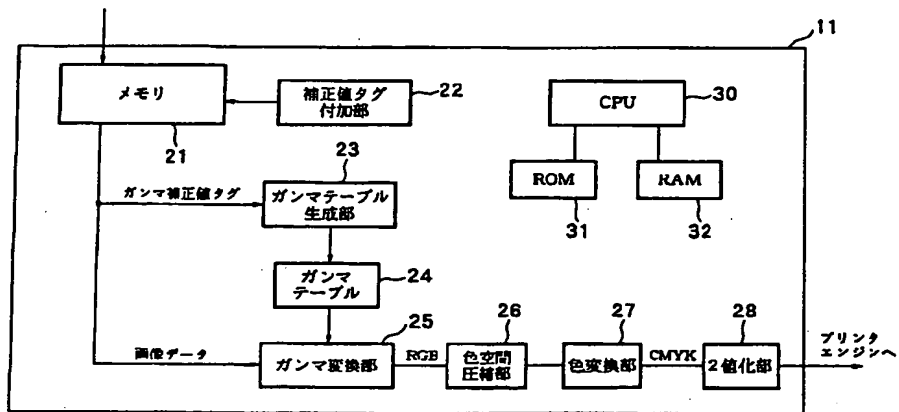 11
メモリ
21
補正値タグ
付加部
22
CPU
30
ROM
31
RAM
32
ガンマ補正値タグ
23
ガンマテーブル
生成部
ガンマ
テーブル
24
画像データ
25
ガンマ変換部
RGB
26
色空間
圧縮部
27
色変換部
CMYK
28
2値化部
プリンタ
エンジンへ